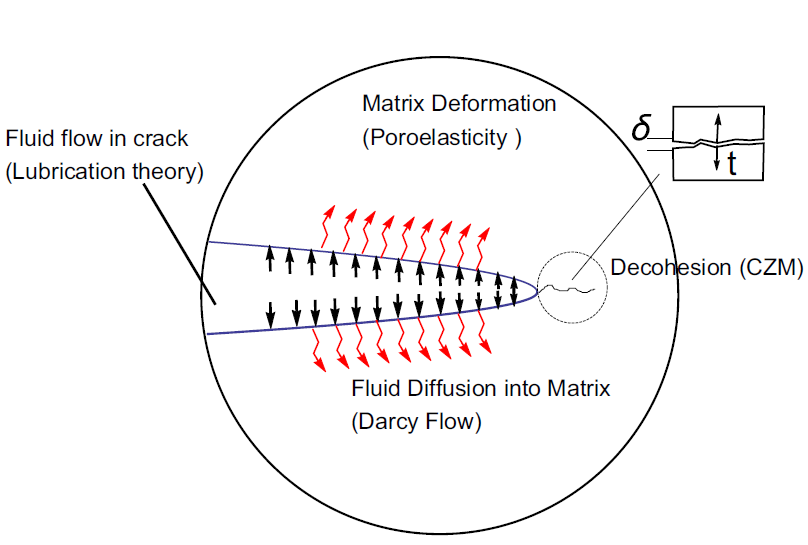 Matrix Deformation
(Poroelasticity )
Fluid flow in crack
(Lubrication theory)
δ
t
Decohesion (CZM)
Fluid Diffusion into Matrix
(Darcy Flow)